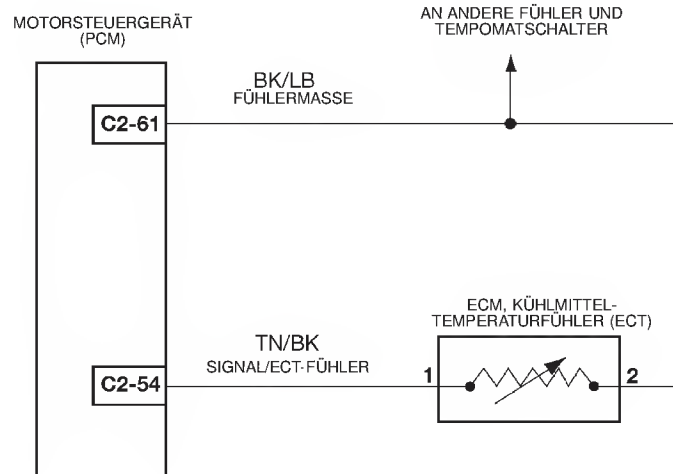 MOTORSTEUERGERÄT
(PCM)
AN ANDERE FÜHLER UND
TEMPOMATSCHALTER
BK/LB
FÜHLERMASSE
C2-61
ECM, KÜHLMITTEL-
TEMPERATURFÜHLER (ECT)
TN/BK
SIGNAL/ECT-FÜHLER
C2-54
1
2